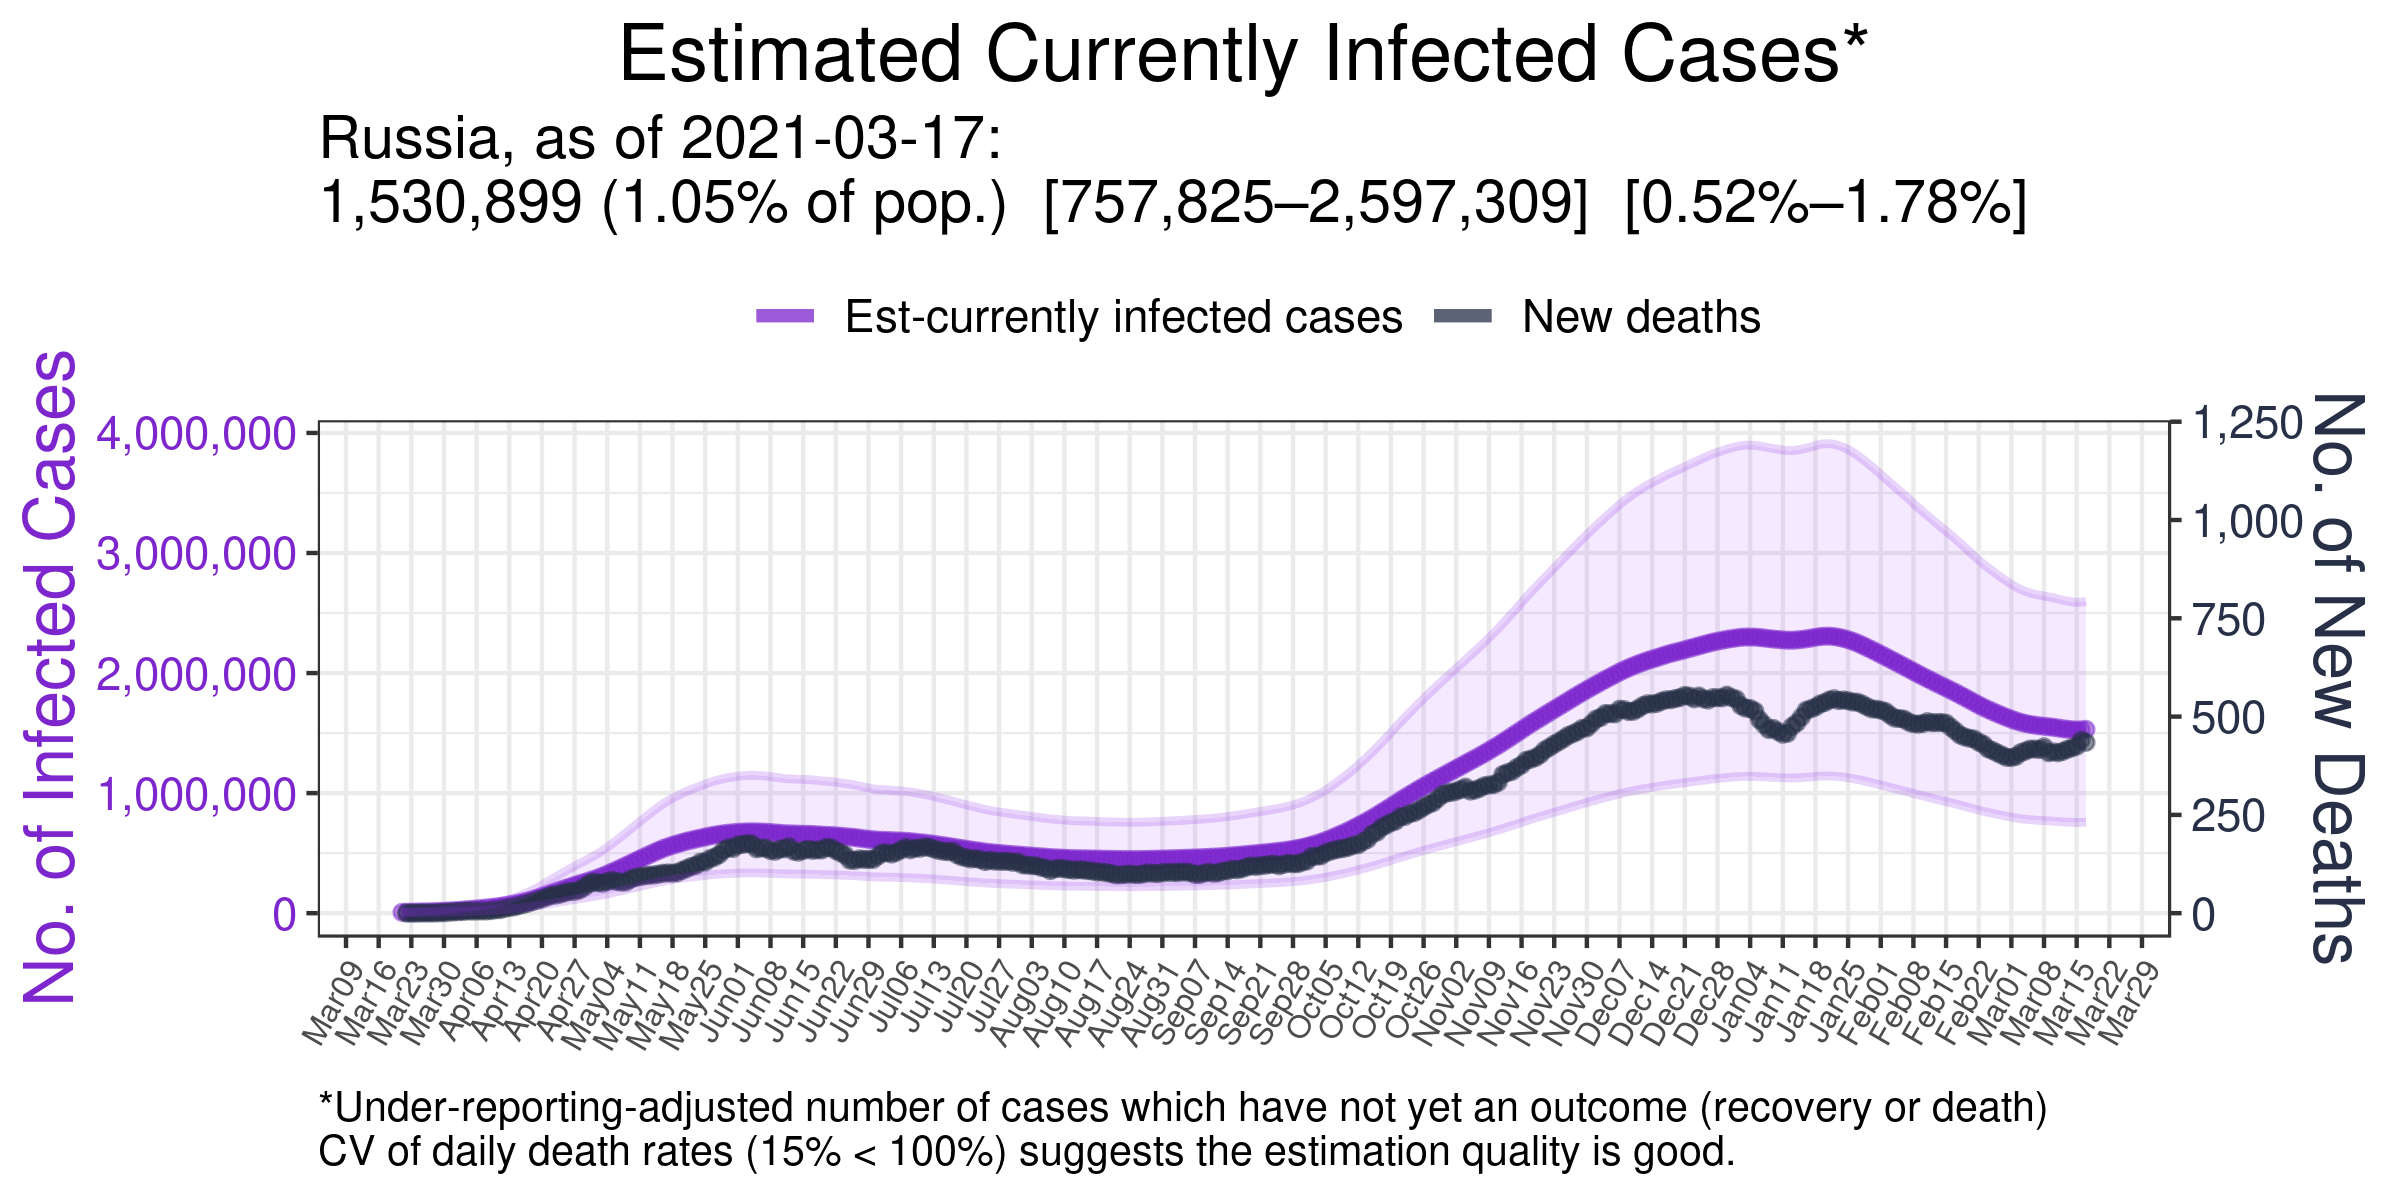 Estimated Currently Infected Cases*
Russia, as of 2021-03-17:
1,530,899 (1.05% of pop.)  [757,825–2,597,309]  [0.52%–1.78%]
Est-currently infected cases
New deaths
No. of Infected Cases
4,000,000
3,000,000
2,000,000
1,000,000
0
1,250
1,000
750
500
250
0
No. of New Deaths
Mar09
Mar16
Mar23
Mar30
Apr06
Apr13
Apr20
Apr27
May04
May11
May18
May25
Jun01
Jun08
Jun15
Jun22
Jun29
Jul06
Jul13
Jul20
Jul27
Aug03
Aug10
Aug17
Aug24
Aug31
Sep07
Sep14
Sep21
Sep28
Oct05
Oct12
Oct19
Oct26
Nov02
Nov09
Nov16
Nov23
Nov30
Dec07
Dec14
Dec21
Dec28
Jan04
Jan11
Jan18
Jan25
Feb01
Feb08
Feb15
Feb22
Mar01
Mar08
Mar15
Mar22
Mar29
*Under-reporting-adjusted number of cases which have not yet an outcome (recovery or death)
CV of daily death rates (15% < 100%) suggests the estimation quality is good.